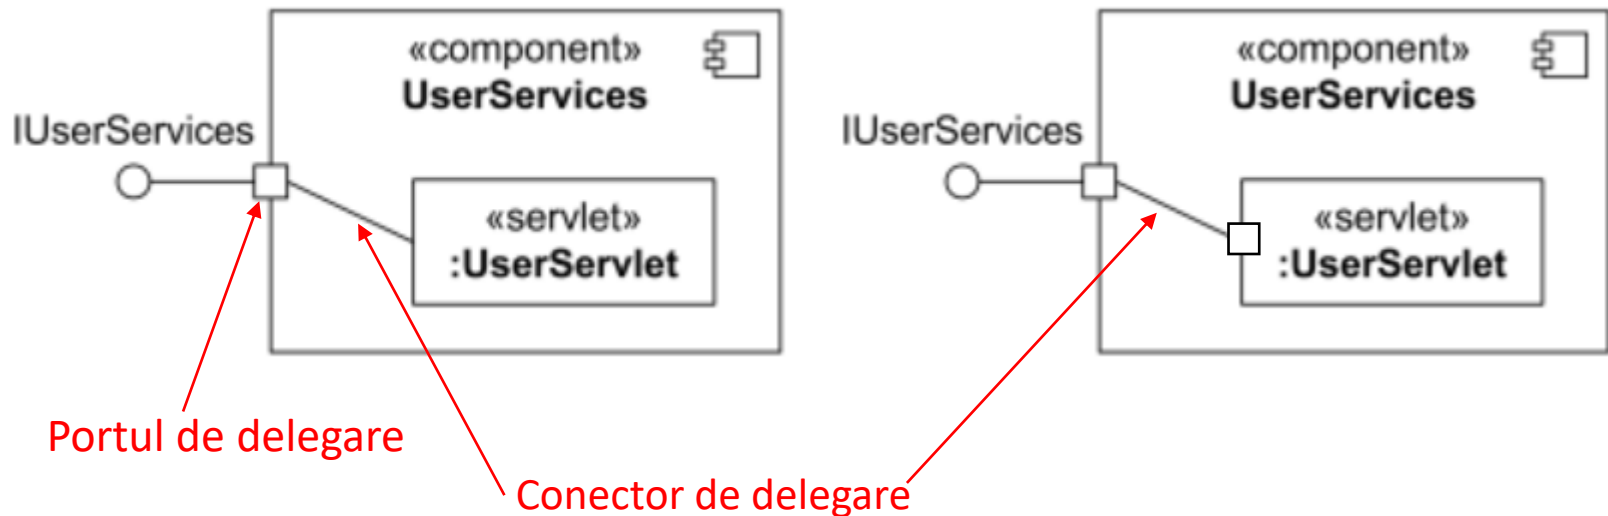 «component»
UserServices
IUserServices
«servlet»
:UserServlet
«component»
UserServices
IUserServices
«servlet»
:UserServlet
Portul de delegare
Conector de delegare